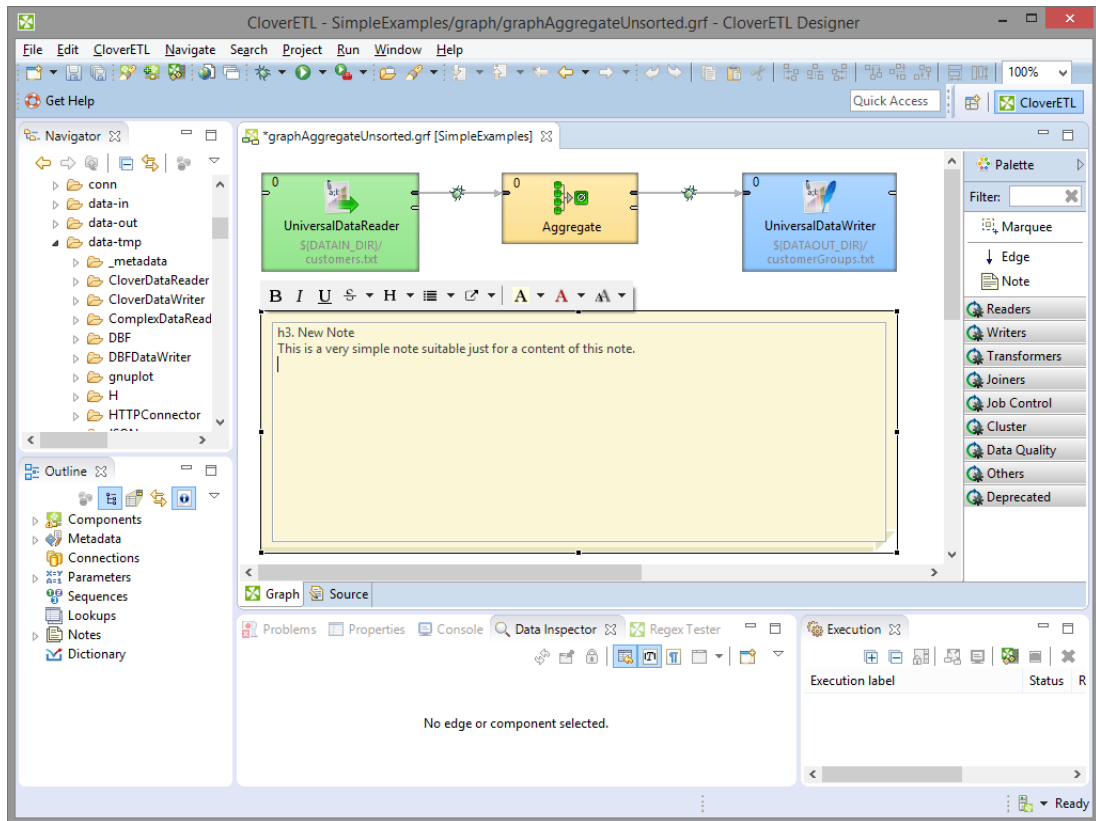 CloverETL - SimpleExamples/graph/graphAggregateUnsorted.grf - CloverETL Designer
File Edit CloverETL Navigate Search Project Run Window Help
100%
Get Help
Quick Access
CloverETL
Navigator
conn
data-in
data-out
data-tmp
_metadata
CloverDataReader
CloverDataWriter
ComplexDataRead
DBF
DBFDataWriter
gnuplot
H
HTTPConnector
Outline
Components
Metadata
Connections
Parameters
Sequences
Lookups
Notes
Dictionary
*graphAggregateUnsorted.grf [SimpleExamples]
0
UniversalDataReader
${DATAIN_DIR}/
customers.txt
0
Aggregate
0
UniversalDataWriter
${DATAOUT_DIR}/
customerGroups.txt
B I U S H A A A
h3. New Note
This is a very simple note suitable just for a content of this note.
Graph Source
Palette
Filter:
Marquee
Edge
Note
Readers
Writers
Transformers
Joiners
Job Control
Cluster
Data Quality
Others
Deprecated
Problems Properties Console Data Inspector Regex Tester
No edge or component selected.
Execution
Execution label Status R
Ready